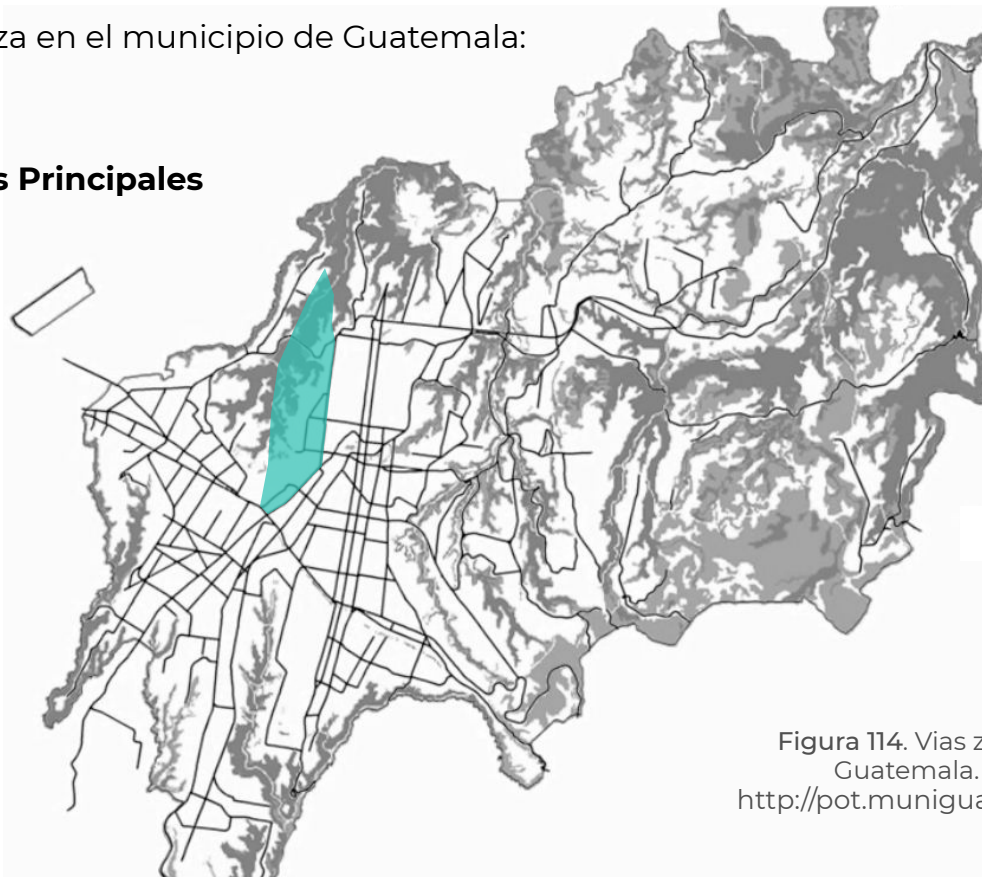 za en el municipio de Guatemala:
s Principales
Figura 114. Vias z
Guatemala.
http://pot.munigua